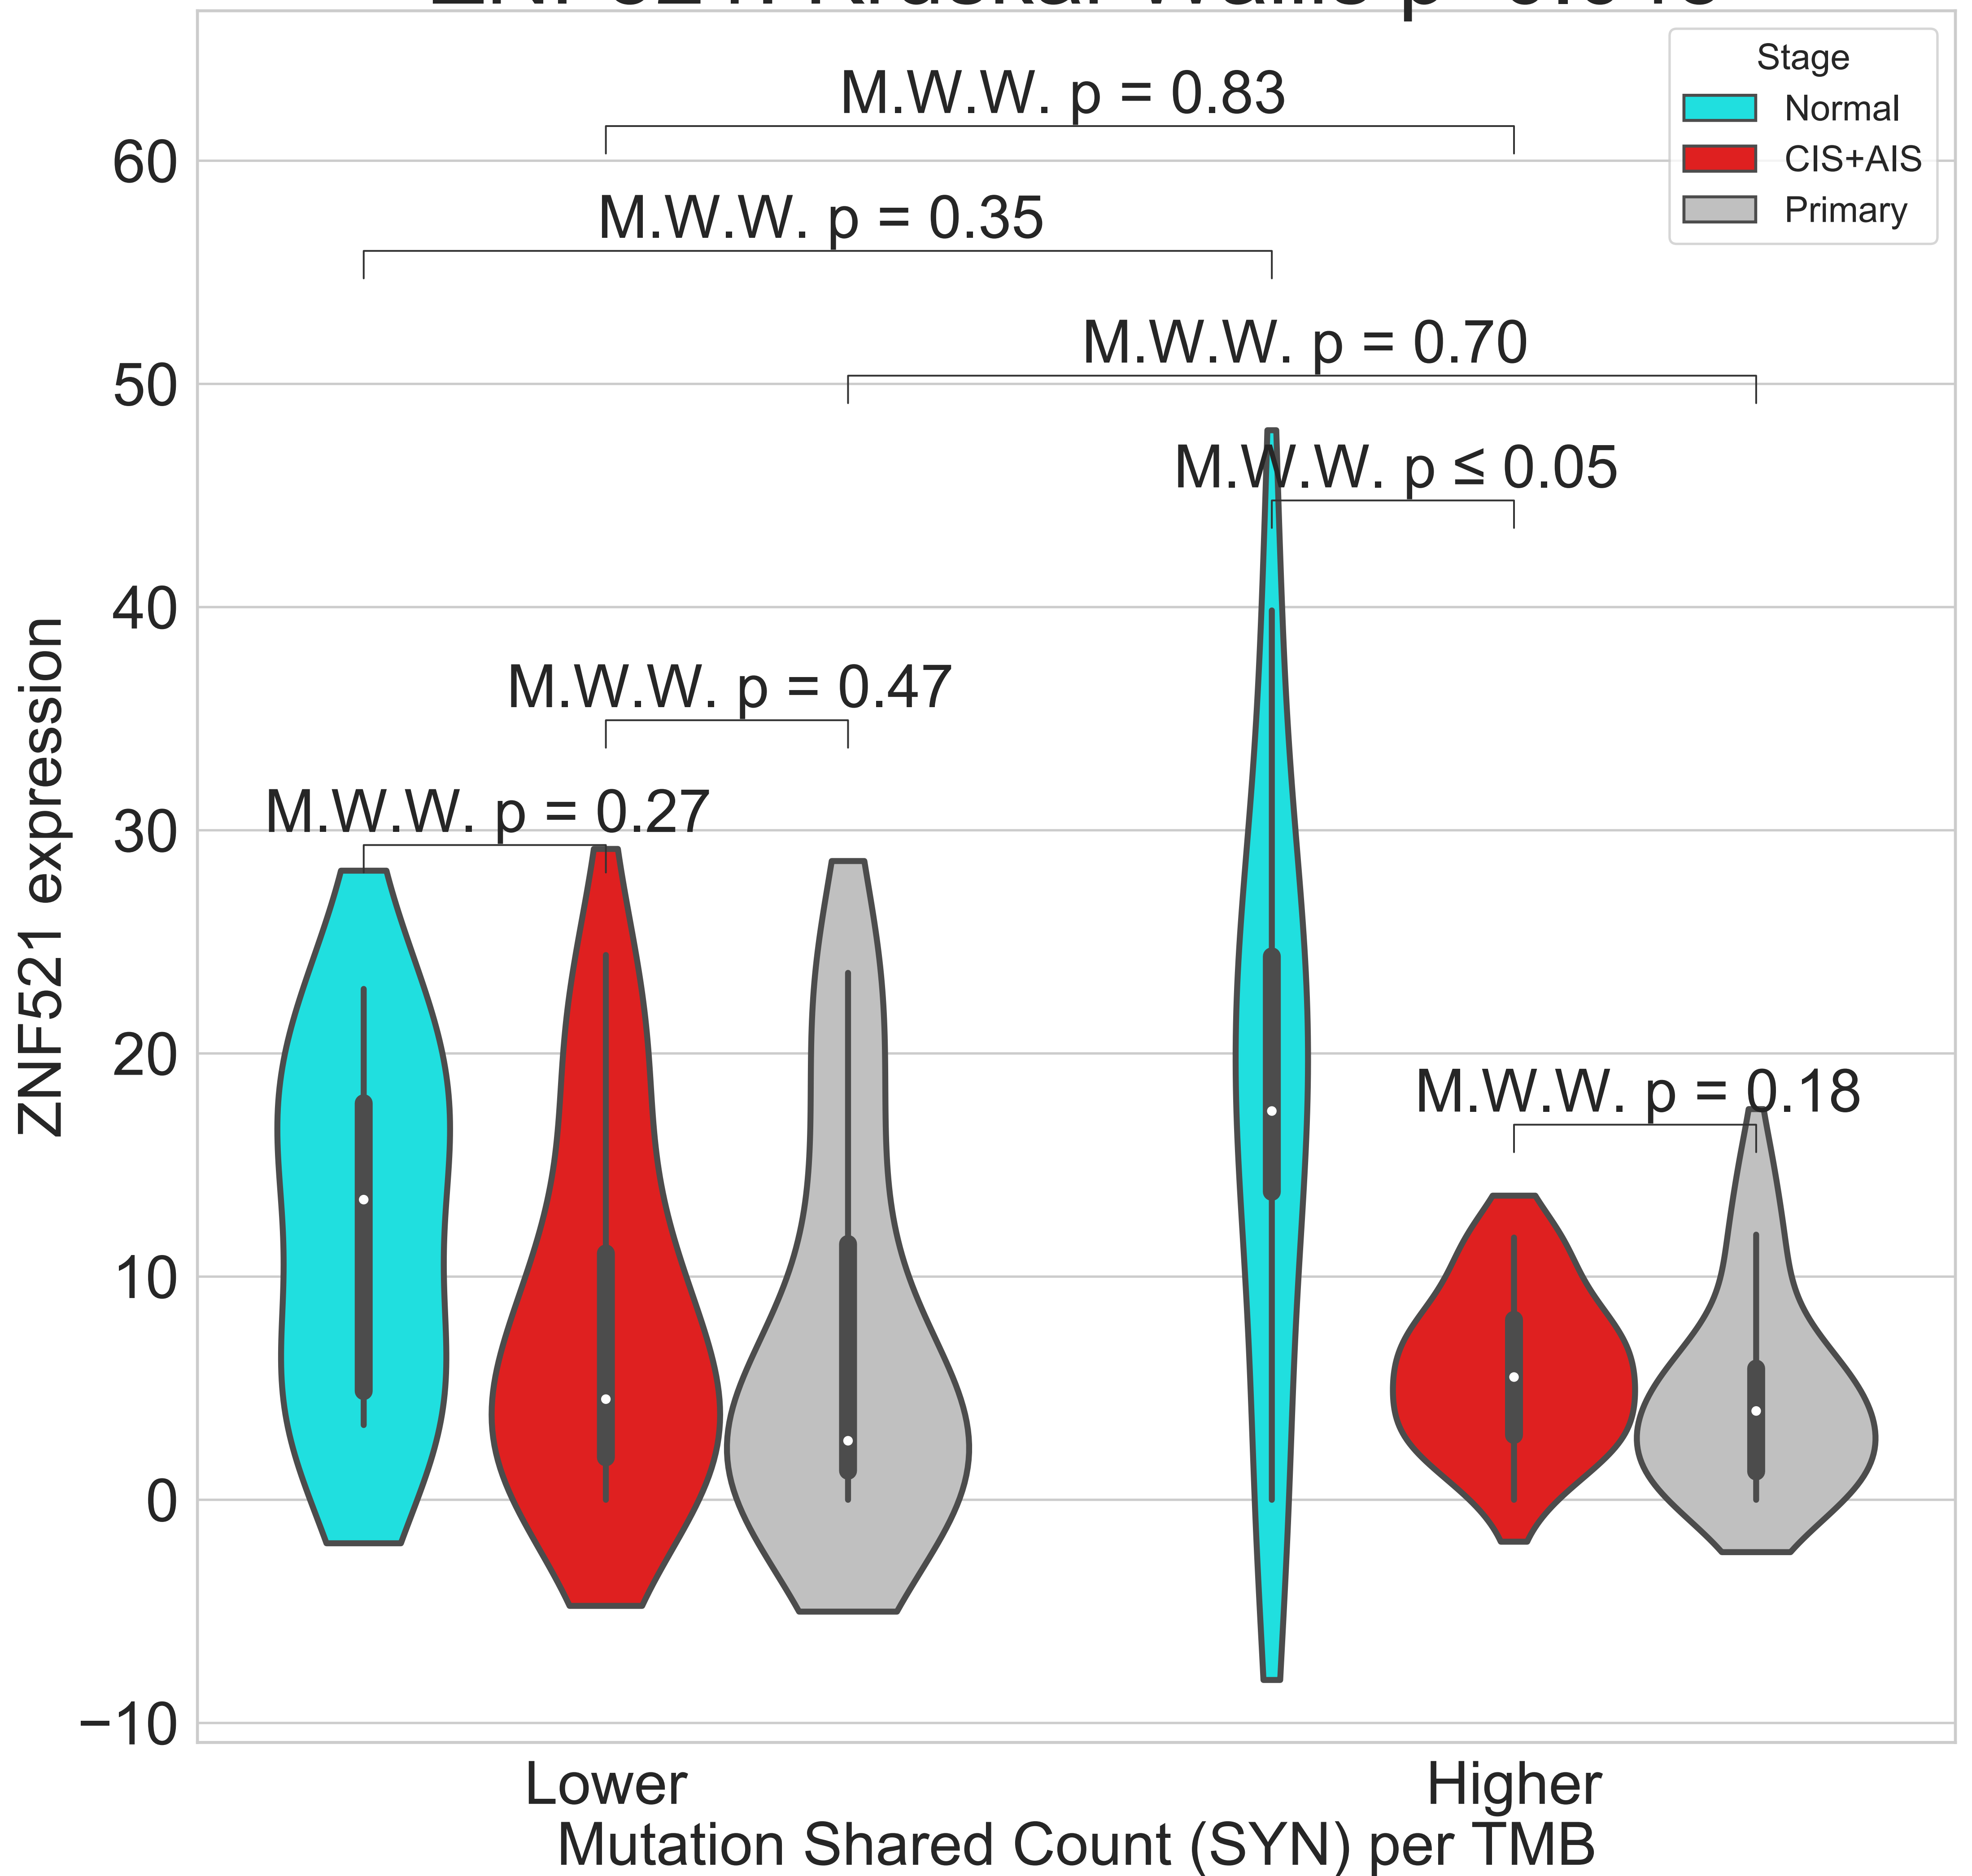 Stage
Normal
CIS+AIS
Primary
M.W.W. p = 0.83
M.W.W. p = 0.35
M.W.W. p = 0.70
M.W.W. p ≤ 0.05
M.W.W. p = 0.47
M.W.W. p = 0.27
M.W.W. p = 0.18
60
50
40
30
20
10
0
−10
ZNF521 expression
Lower
Higher
Mutation Shared Count (SYN) per TMB